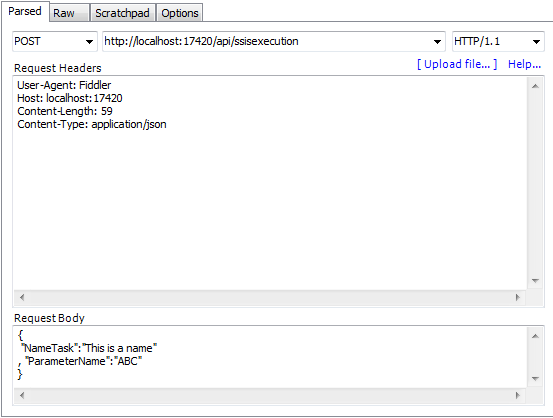 Parsed Raw Scratchpad Options
POST http://localhost:17420/api/ssisexecution HTTP/1.1
Request Headers [ Upload file... ] Help...
User-Agent: Fiddler
Host: localhost:17420
Content-Length: 59
Content-Type: application/json
Request Body
{
"NameTask":"This is a name"
, "ParameterName":"ABC"
}